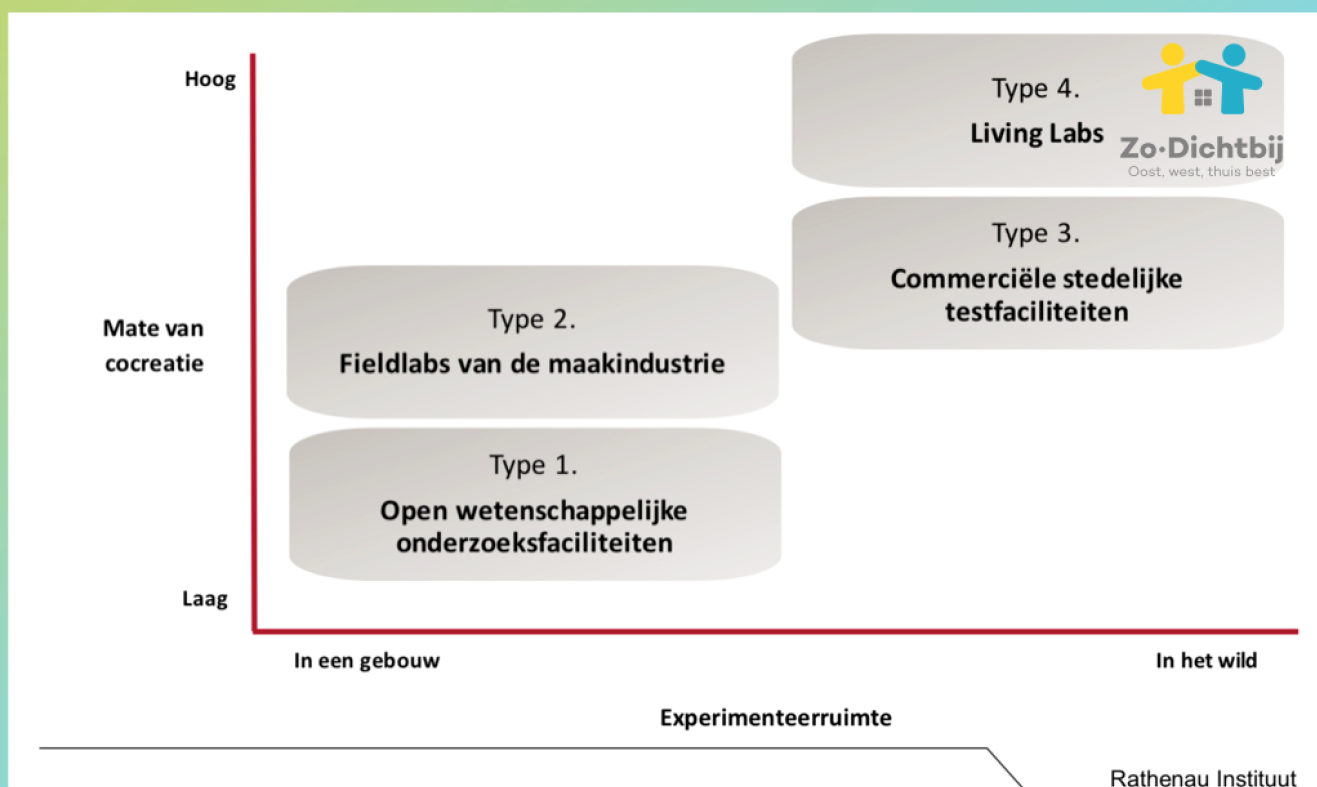 Hoog
Type 4.
Living Labs
Zo·Dichtbij
Oost, west, thuis best
Type 3.
Commerciële stedelijke
testfaciliteiten
Type 2.
Fieldlabs van de maakindustrie
Mate van
cocreatie
Type 1.
Open wetenschappelijke
onderzoeksfaciliteiten
Laag
In een gebouw
In het wild
Experimenteerruimte
Rathenau Instituut